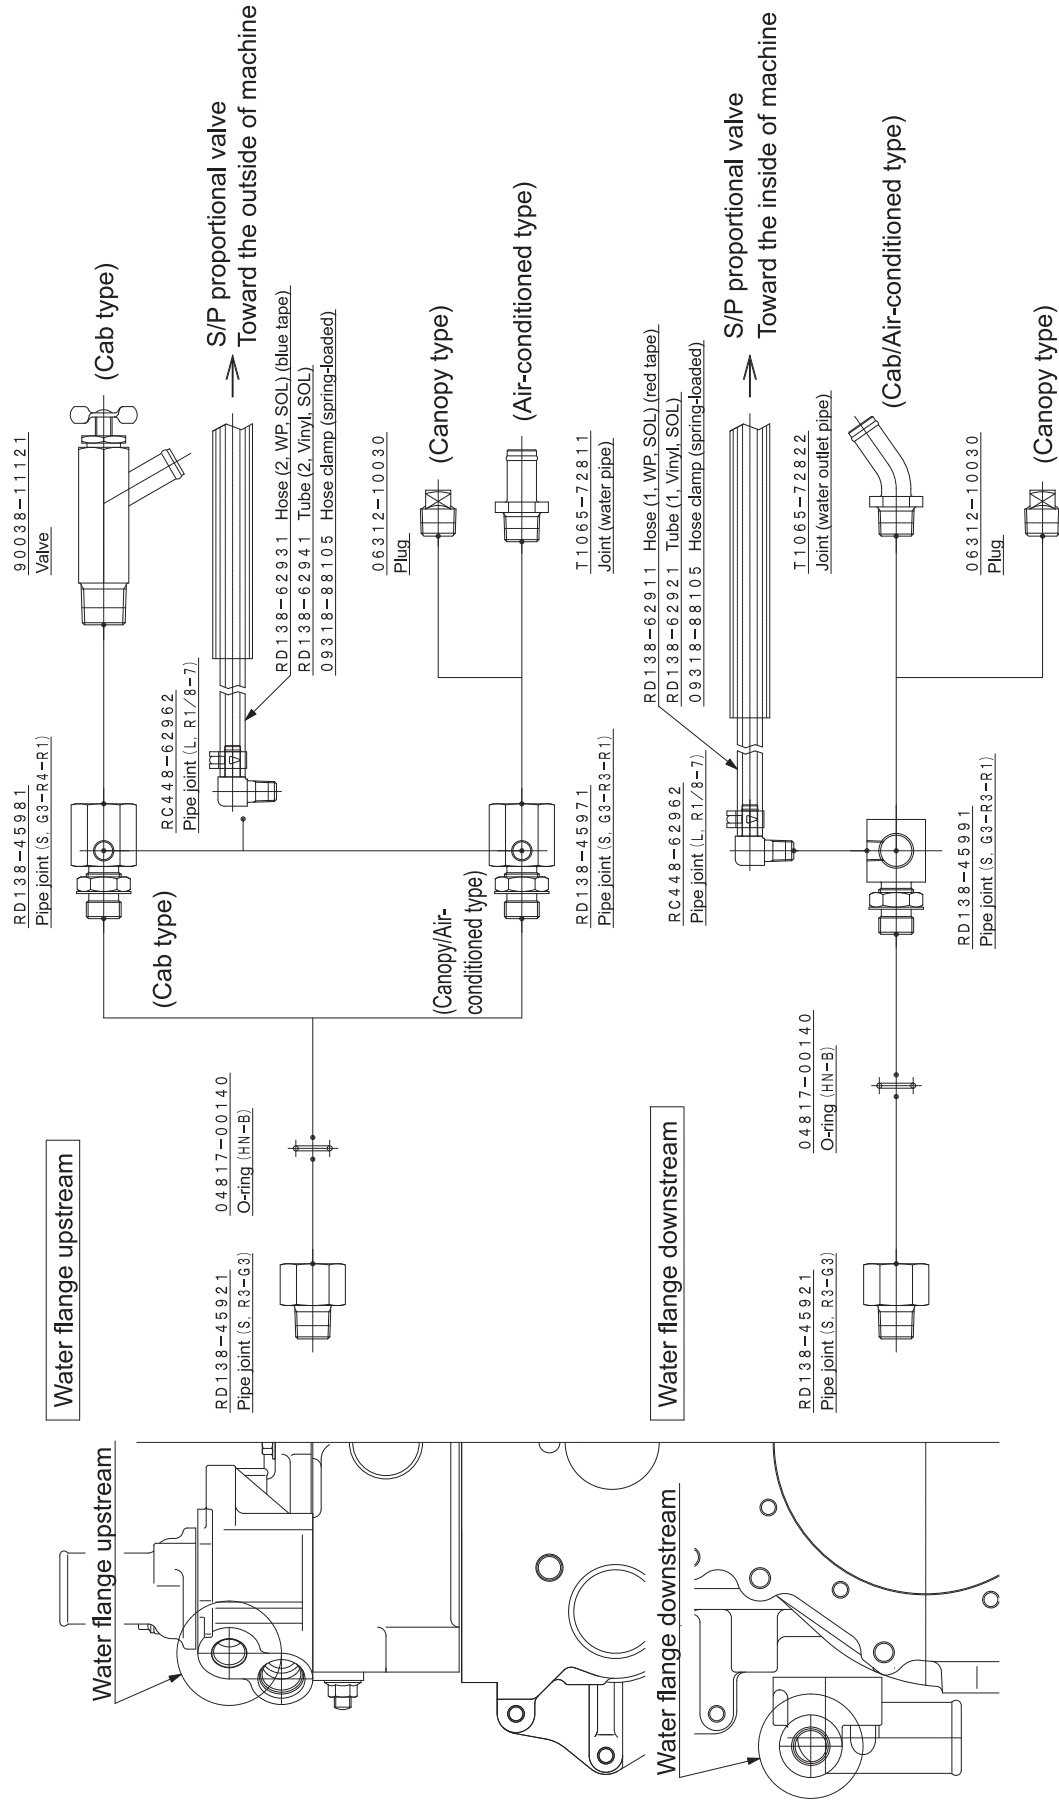 Water flange upstream
Water flange upstream
RD138-45921
Pipe joint (S, R3-G3)
04817-00140
O-ring (HN-B)
(Cab type)
RD138-45981
Pipe joint (S, G3-R4-R1)
90038-11121
Valve
(Cab type)
RC448-62962
Pipe joint (L, R1/8-7)
S/P proportional valve
Toward the outside of machine
RD138-62931 Hose (2, WP, SOL) (blue tape)
RD138-62941 Tube (2, Vinyl, SOL)
09318-88105 Hose clamp (spring-loaded)
06312-10030
Plug
(Canopy type)
(Canopy/Air-
conditioned type)
(Air-conditioned type)
RD138-45971
Pipe joint (S, G3-R3-R1)
T1065-72811
Joint (water pipe)
Water flange downstream
Water flange downstream
RD138-45921
Pipe joint (S, R3-G3)
04817-00140
O-ring (HN-B)
RC448-62962
Pipe joint (L, R1/8-7)
RD138-62911 Hose (1, WP, SOL) (red tape)
RD138-62921 Tube (1, Vinyl, SOL)
09318-88105 Hose clamp (spring-loaded)
S/P proportional valve
Toward the inside of machine
T1065-72822
Joint (water outlet pipe)
(Cab/Air-conditioned type)
RD138-45991
Pipe joint (S, G3-R3-R1)
06312-10030
Plug
(Canopy type)